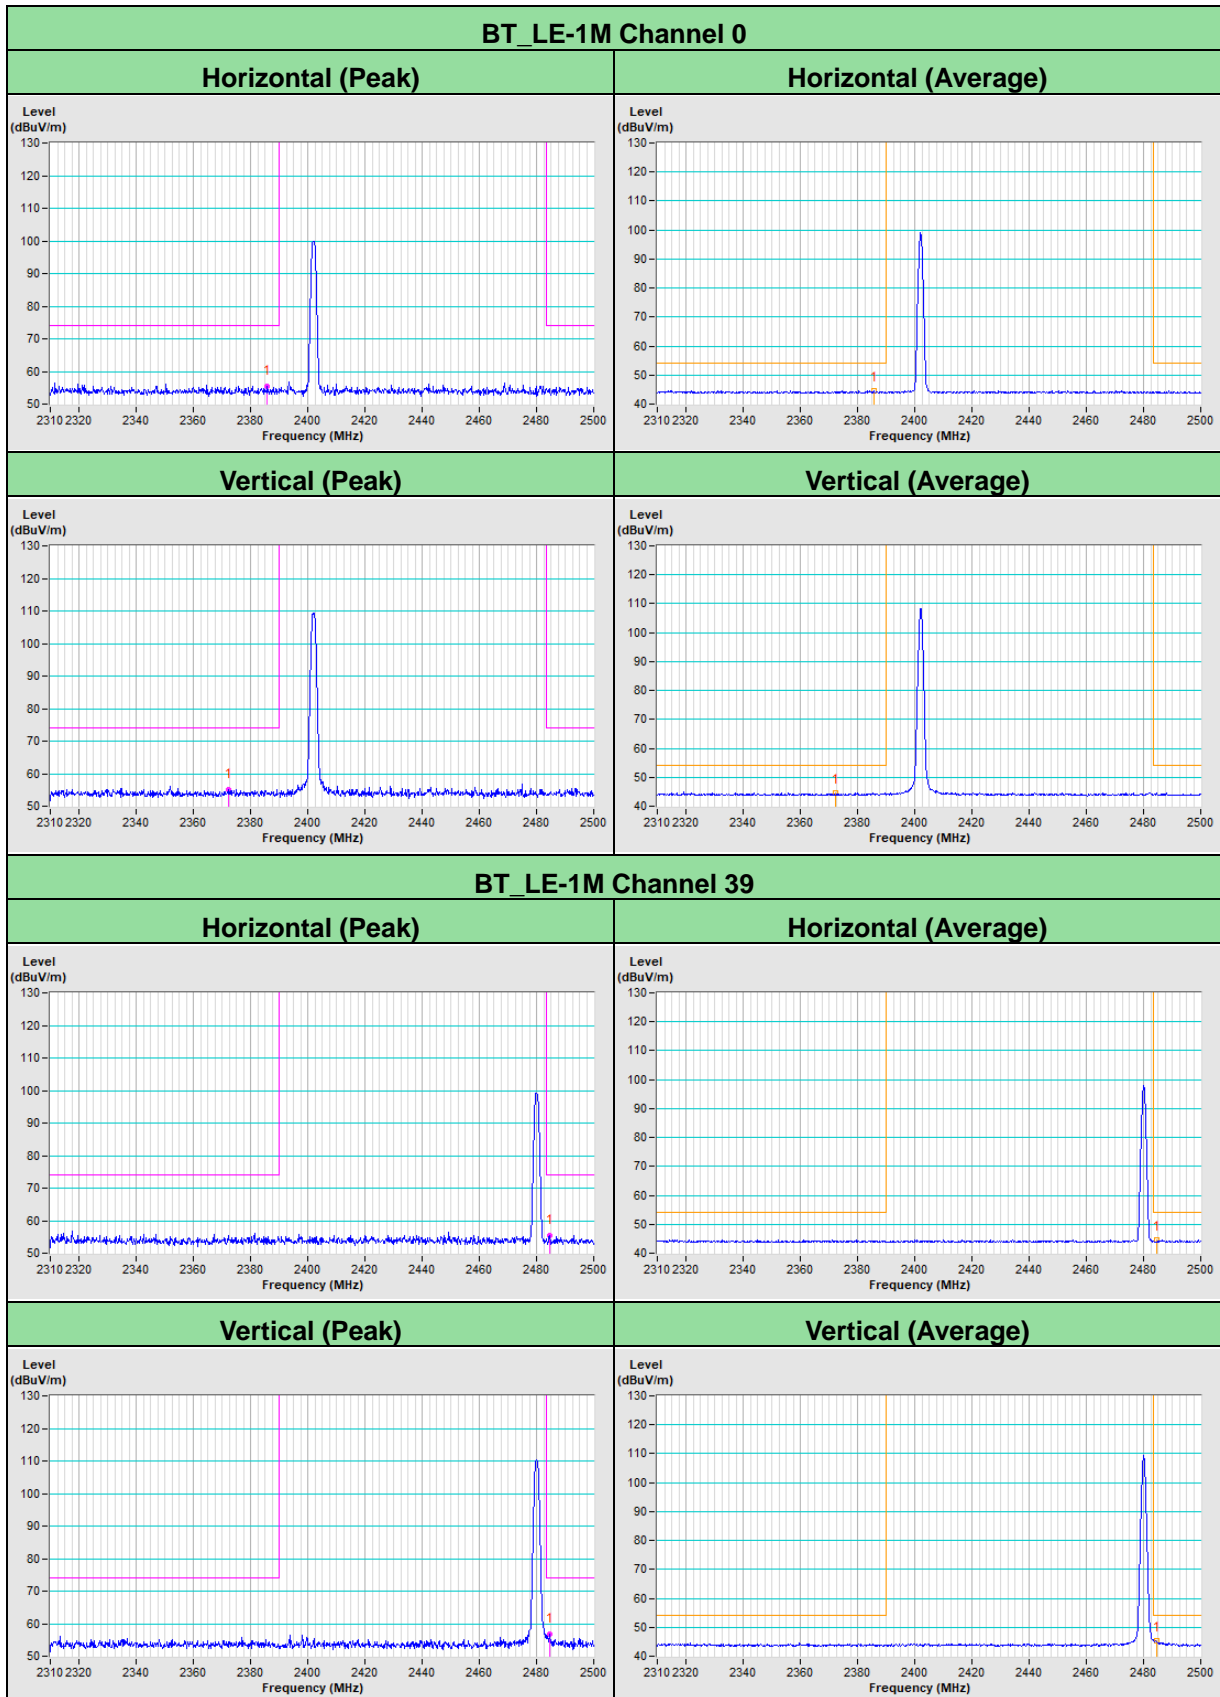 BT_LE-1M Channel 0
Horizontal (Peak) Horizontal (Average)
Level Level
(dBuV/m) (dBuV/m)
130 130
120 120
110 110
100 100
90 90
80 80
70 70
60 60
50 50
40
1 1
2310 2320 2340 2360 2380 2400 2420 2440 2460 2480 2500 2310 2320 2340 2360 2380 2400 2420 2440 2460 2480 2500
Frequency (MHz) Frequency (MHz)
Vertical (Peak) Vertical (Average)
Level Level
(dBuV/m) (dBuV/m)
130 130
120 120
110 110
100 100
90 90
80 80
70 70
60 60
50 50
40
1 1
2310 2320 2340 2360 2380 2400 2420 2440 2460 2480 2500 2310 2320 2340 2360 2380 2400 2420 2440 2460 2480 2500
Frequency (MHz) Frequency (MHz)
BT_LE-1M Channel 39
Horizontal (Peak) Horizontal (Average)
Level Level
(dBuV/m) (dBuV/m)
130 130
120 120
110 110
100 100
90 90
80 80
70 70
60 60
50 50
40
1 1
2310 2320 2340 2360 2380 2400 2420 2440 2460 2480 2500 2310 2320 2340 2360 2380 2400 2420 2440 2460 2480 2500
Frequency (MHz) Frequency (MHz)
Vertical (Peak) Vertical (Average)
Level Level
(dBuV/m) (dBuV/m)
130 130
120 120
110 110
100 100
90 90
80 80
70 70
60 60
50 50
40
1 1
2310 2320 2340 2360 2380 2400 2420 2440 2460 2480 2500 2310 2320 2340 2360 2380 2400 2420 2440 2460 2480 2500
Frequency (MHz) Frequency (MHz)